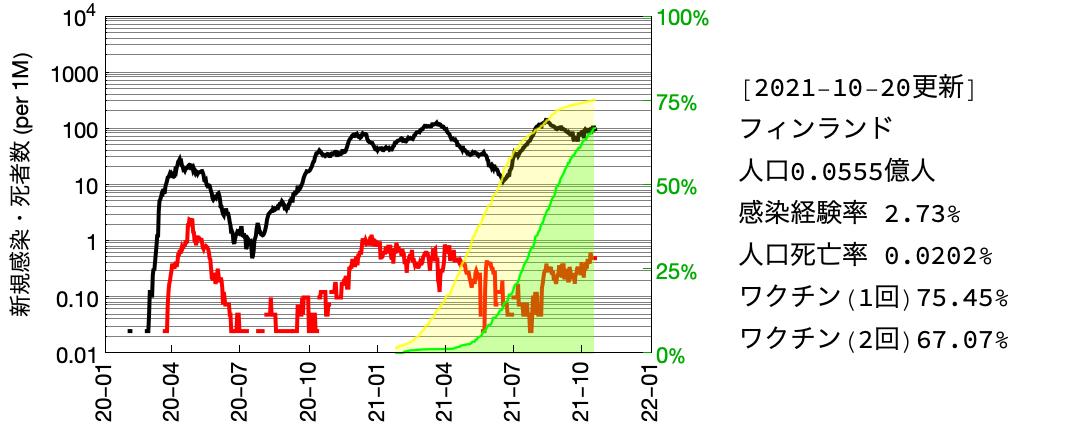 新規感染・死者数 (per 1M)
10^4
1000
100
10
1
0.10
0.01
100%
75%
50%
25%
0%
20-01
20-04
20-07
20-10
21-01
21-04
21-07
21-10
22-01
[2021-10-20更新]
フィンランド
人口0.0555億人
感染経験率 2.73%
人口死亡率 0.0202%
ワクチン(1回)75.45%
ワクチン(2回)67.07%